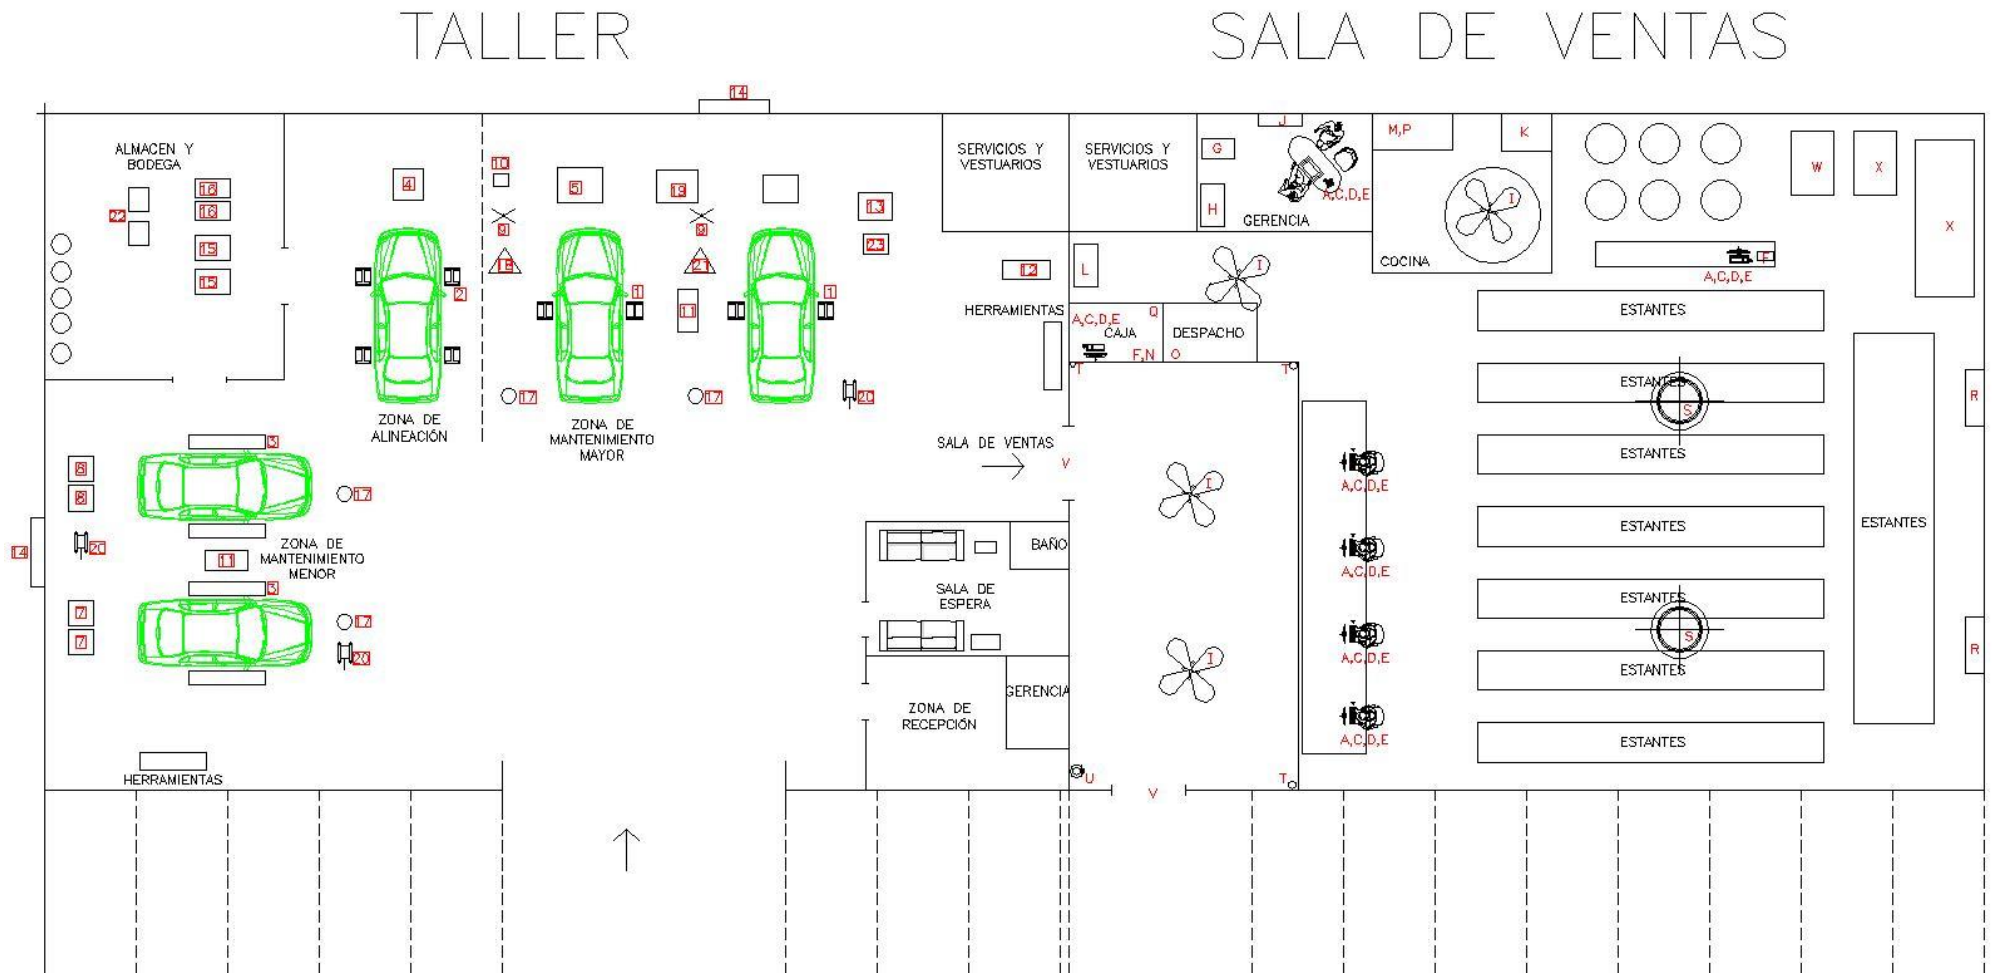 TALLER
SALA DE VENTAS
14
ALMACEN Y
BODEGA
16
16
22
15
15
4
10
5
19
13
9
9
23
18
21
12
2
1
1
11
HERRAMIENTAS
17
17
20
ZONA DE
ALINEACIÓN
ZONA DE
MANTENIMIENTO
MAYOR
SALA DE VENTAS
V
3
8
8
17
14
20
ZONA DE
MANTENIMIENTO
MENOR
11
3
7
7
17
20
HERRAMIENTAS
BAÑO
SALA DE
ESPERA
GERENCIA
ZONA DE
RECEPCIÓN
SERVICIOS Y
VESTUARIOS
SERVICIOS Y
VESTUARIOS
J
G
H
A,C,D,E
GERENCIA
M,P
K
I
COCINA
W
X
X
F
A,C,D,E
L
I
A,C,D,E
Q
CAJA
F,N
DESPACHO
O
T
T
I
I
U
T
V
A,C,D,E
A,C,D,E
A,C,D,E
A,C,D,E
ESTANTES
ESTANTES
S
ESTANTES
ESTANTES
ESTANTES
S
ESTANTES
ESTANTES
ESTANTES
R
R